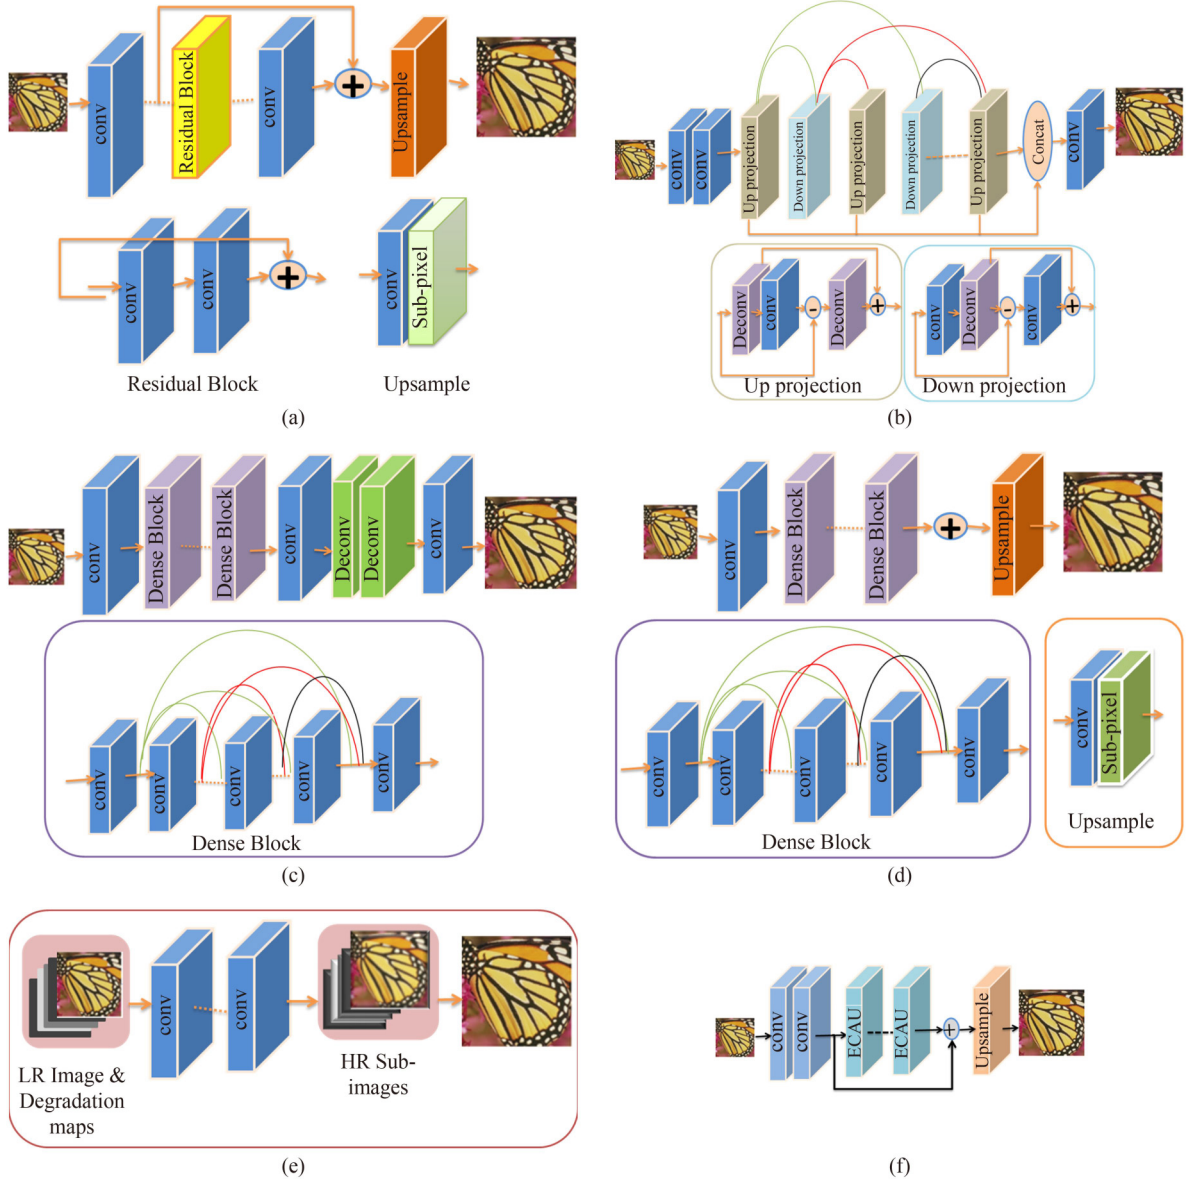 conv
Residual Block
conv
+
Upsample
conv
conv
+
conv
Sub-pixel
Residual Block
Upsample
(a)
conv
conv
Up projection
Down projection
Up projection
Down projection
Up projection
Concat
conv
Deconv
conv
-
Deconv
+
Up projection
conv
Deconv
-
conv
+
Down projection
(b)
conv
Dense Block
Dense Block
conv
Deconv
Deconv
conv
conv
conv
conv
conv
conv
Dense Block
(c)
conv
Dense Block
Dense Block
+
Upsample
conv
conv
conv
conv
conv
Dense Block
conv
Sub-pixel
Upsample
(d)
LR Image &
Degradation
maps
conv
conv
HR Sub-
images
(e)
conv
conv
ECAU
ECAU
+
Upsample
(f)